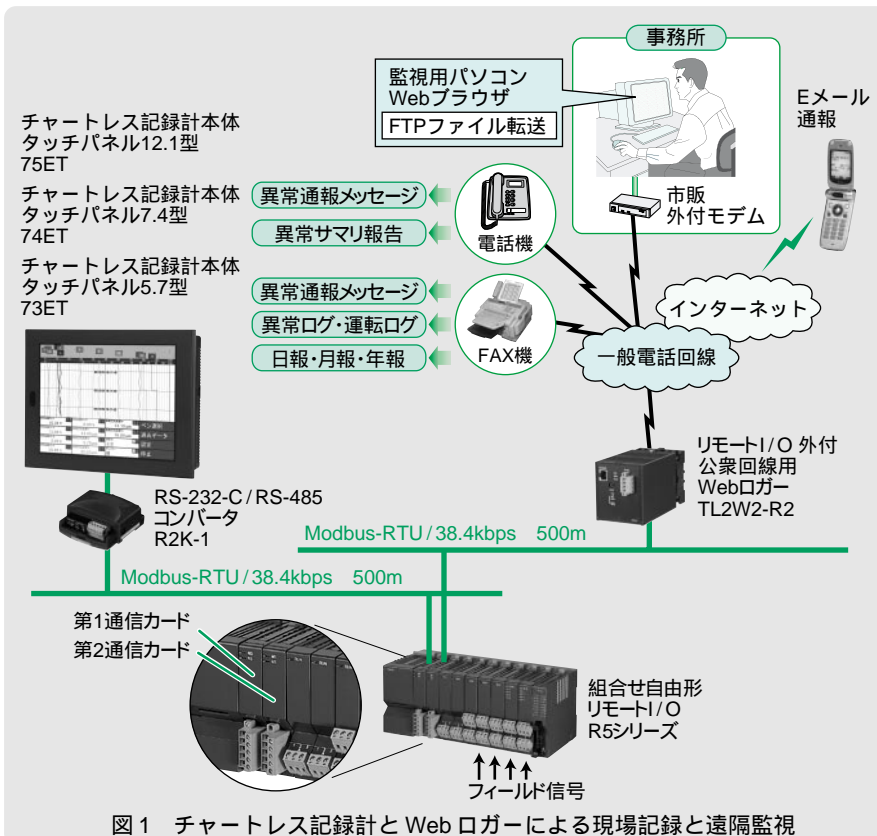 事務所
監視用パソコン
Webブラウザ
FTPファイル転送
Eメール
通報
チャートレス記録計本体
タッチパネル12.1型
75ET
チャートレス記録計本体
タッチパネル7.4型
74ET
チャートレス記録計本体
タッチパネル5.7型
73ET
異常通報メッセージ
異常サマリ報告
電話機
市販
外付モデム
異常通報メッセージ
異常ログ・運転ログ
日報・月報・年報
FAX機
インターネット
一般電話回線
リモートI/O 外付
公衆回線用
Webロガー
TL2W2-R2
RS-232-C/RS-485
コンバータ
R2K-1
Modbus-RTU/38.4kbps 500m
Modbus-RTU/38.4kbps 500m
第1通信カード
第2通信カード
組合せ自由形
リモートI/O
R5シリーズ
フィールド信号
図1 チャートレス記録計と Web ロガーによる現場記録と遠隔監視